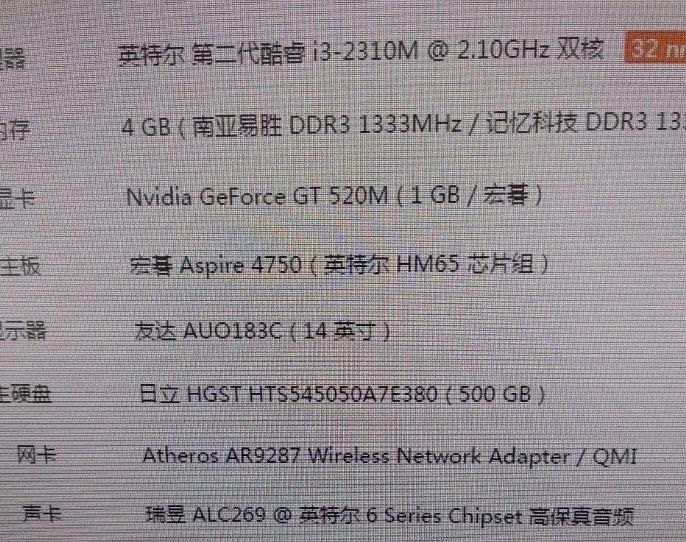 器 英特尔 第二代酷睿 i3-2310M @ 2.10GHz 双核 32
内存 4 GB ( 南亚易胜 DDR3 1333MHz / 记忆科技 DDR3 133
显卡 Nvidia GeForce GT 520M ( 1 GB / 宏碁 )
主板 宏碁 Aspire 4750 ( 英特尔 HM65 芯片组 )
显示器 友达 AUO183C ( 14 英寸 )
主硬盘 日立 HGST HTS545050A7E380 ( 500 GB )
网卡 Atheros AR9287 Wireless Network Adapter / QMI
声卡 瑞昱 ALC269 @ 英特尔 6 Series Chipset 高保真音频